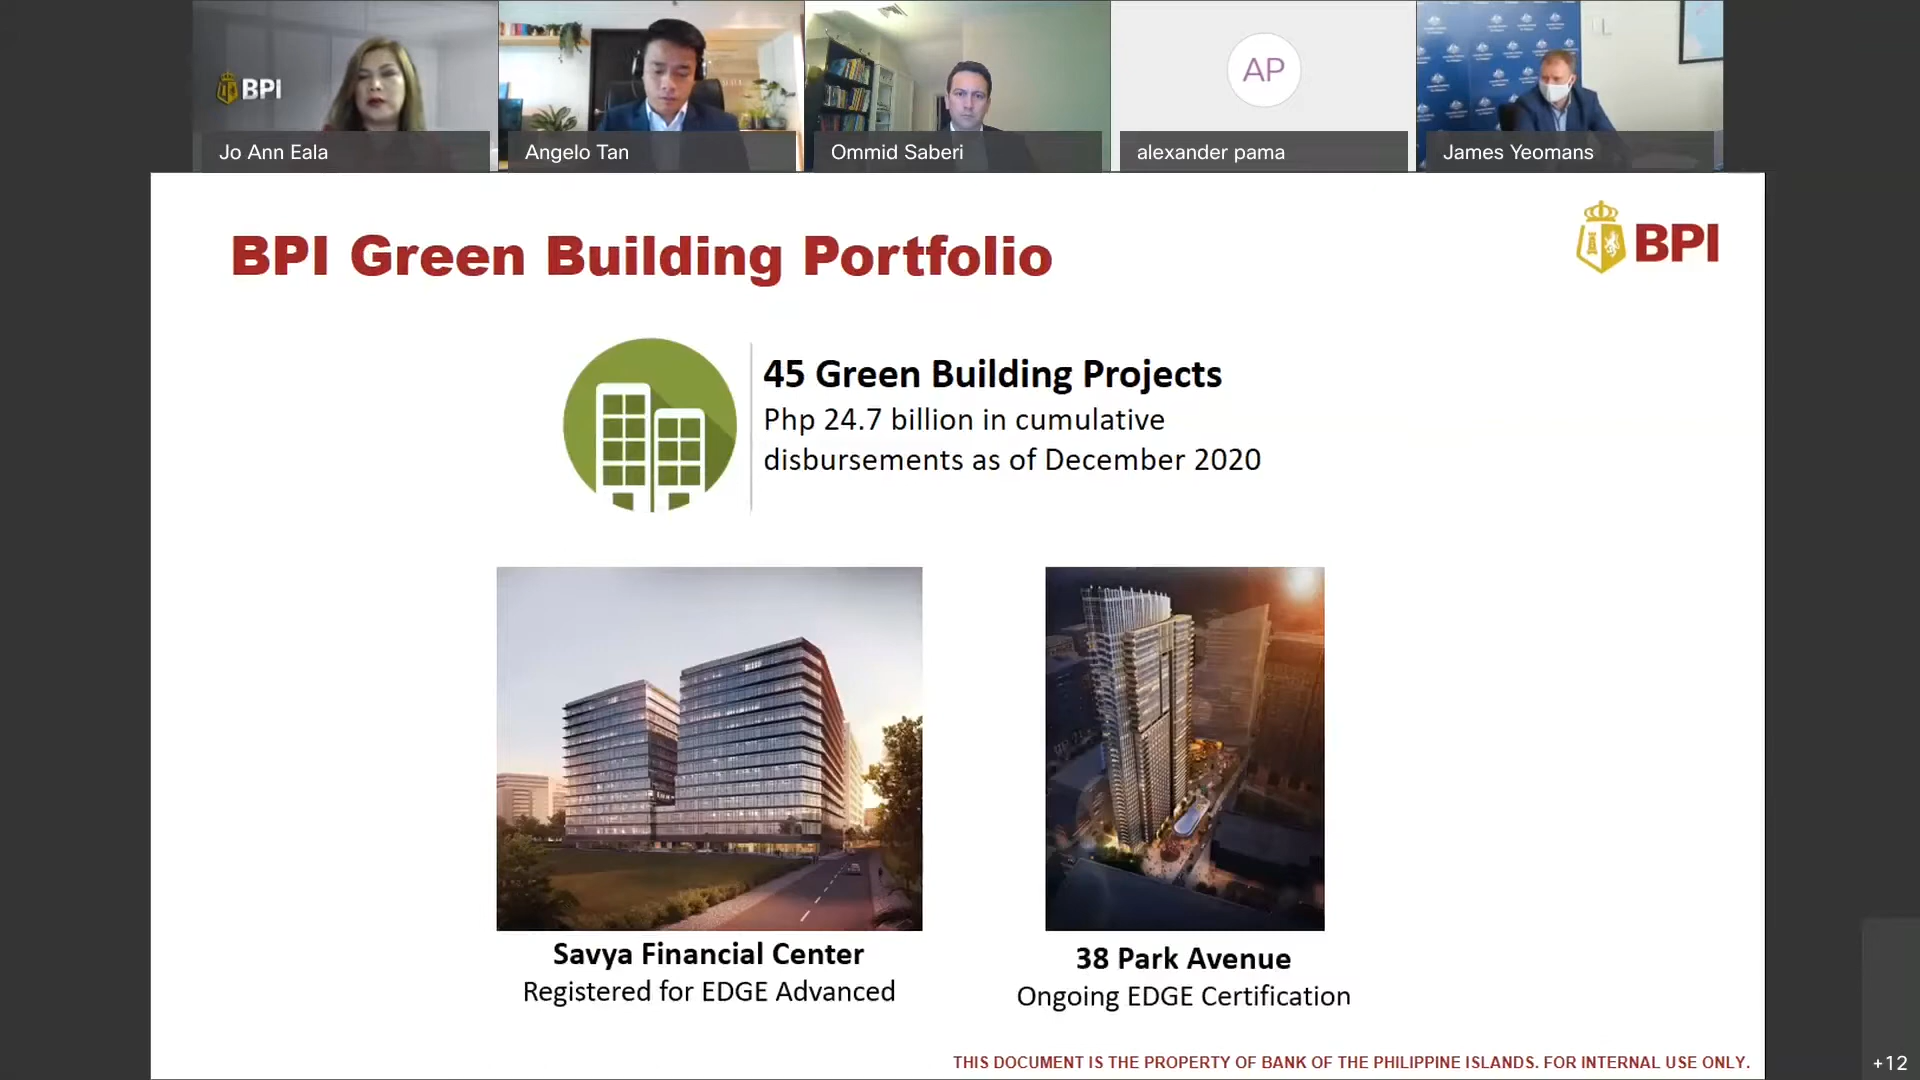 BPI
Jo Ann Eala
Angelo Tan
Ommid Saberi
AP
alexander pama
James Yeomans
BPI Green Building Portfolio
BPI
45 Green Building Projects
Php 24.7 billion in cumulative
disbursements as of December 2020
Savya Financial Center
Registered for EDGE Advanced
38 Park Avenue
Ongoing EDGE Certification
THIS DOCUMENT IS THE PROPERTY OF BANK OF THE PHILIPPINE ISLANDS. FOR INTERNAL USE ONLY.
+12